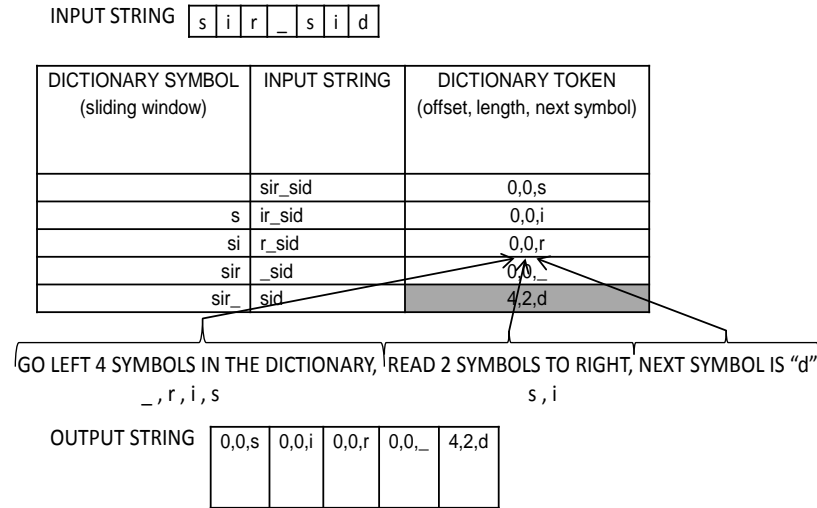 INPUT STRING s i r _ s i d
DICTIONARY SYMBOL INPUT STRING DICTIONARY TOKEN
(sliding window) (offset, length, next symbol)
sir_sid 0,0,s
s ir_sid 0,0,i
si r_sid 0,0,r
sir _sid 0,0,_
sir_ sid 4,2,d
GO LEFT 4 SYMBOLS IN THE DICTIONARY, READ 2 SYMBOLS TO RIGHT, NEXT SYMBOL IS “d”
_ , r , i , s s , i
OUTPUT STRING 0,0,s 0,0,i 0,0,r 0,0,_ 4,2,d